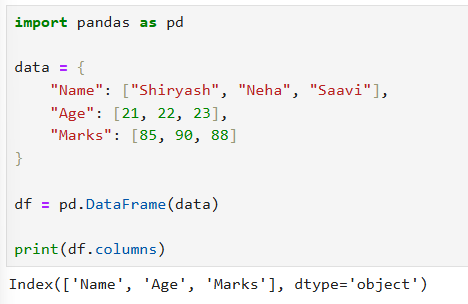 import pandas as pd
data = {
    "Name": ["Shiryash", "Neha", "Saavi"],
    "Age": [21, 22, 23],
    "Marks": [85, 90, 88]
}
df = pd.DataFrame(data)
print(df.columns)
Index(['Name', 'Age', 'Marks'], dtype='object')